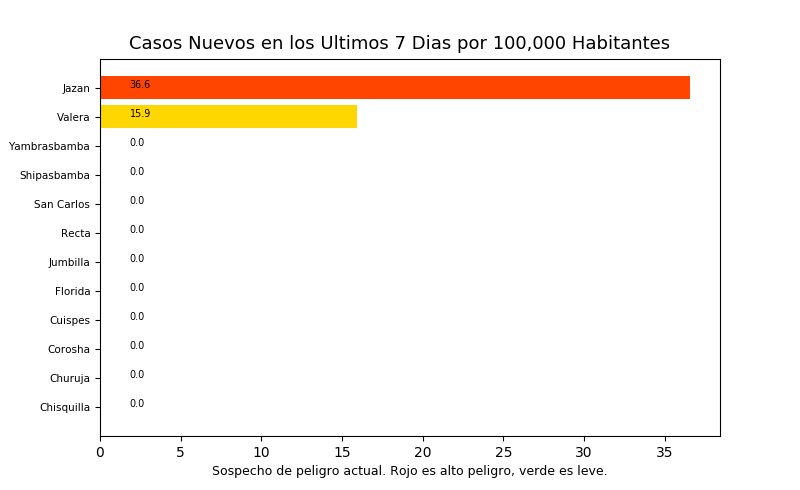 Casos Nuevos en los Ultimos 7 Dias por 100,000 Habitantes
Jazan 36.6
Valera 15.9
Yambrasbamba 0.0
Shipasbamba 0.0
San Carlos 0.0
Recta 0.0
Jumbilla 0.0
Florida 0.0
Cuispes 0.0
Corosha 0.0
Churuja 0.0
Chisquilla 0.0
0 5 10 15 20 25 30 35
Sospecho de peligro actual. Rojo es alto peligro, verde es leve.